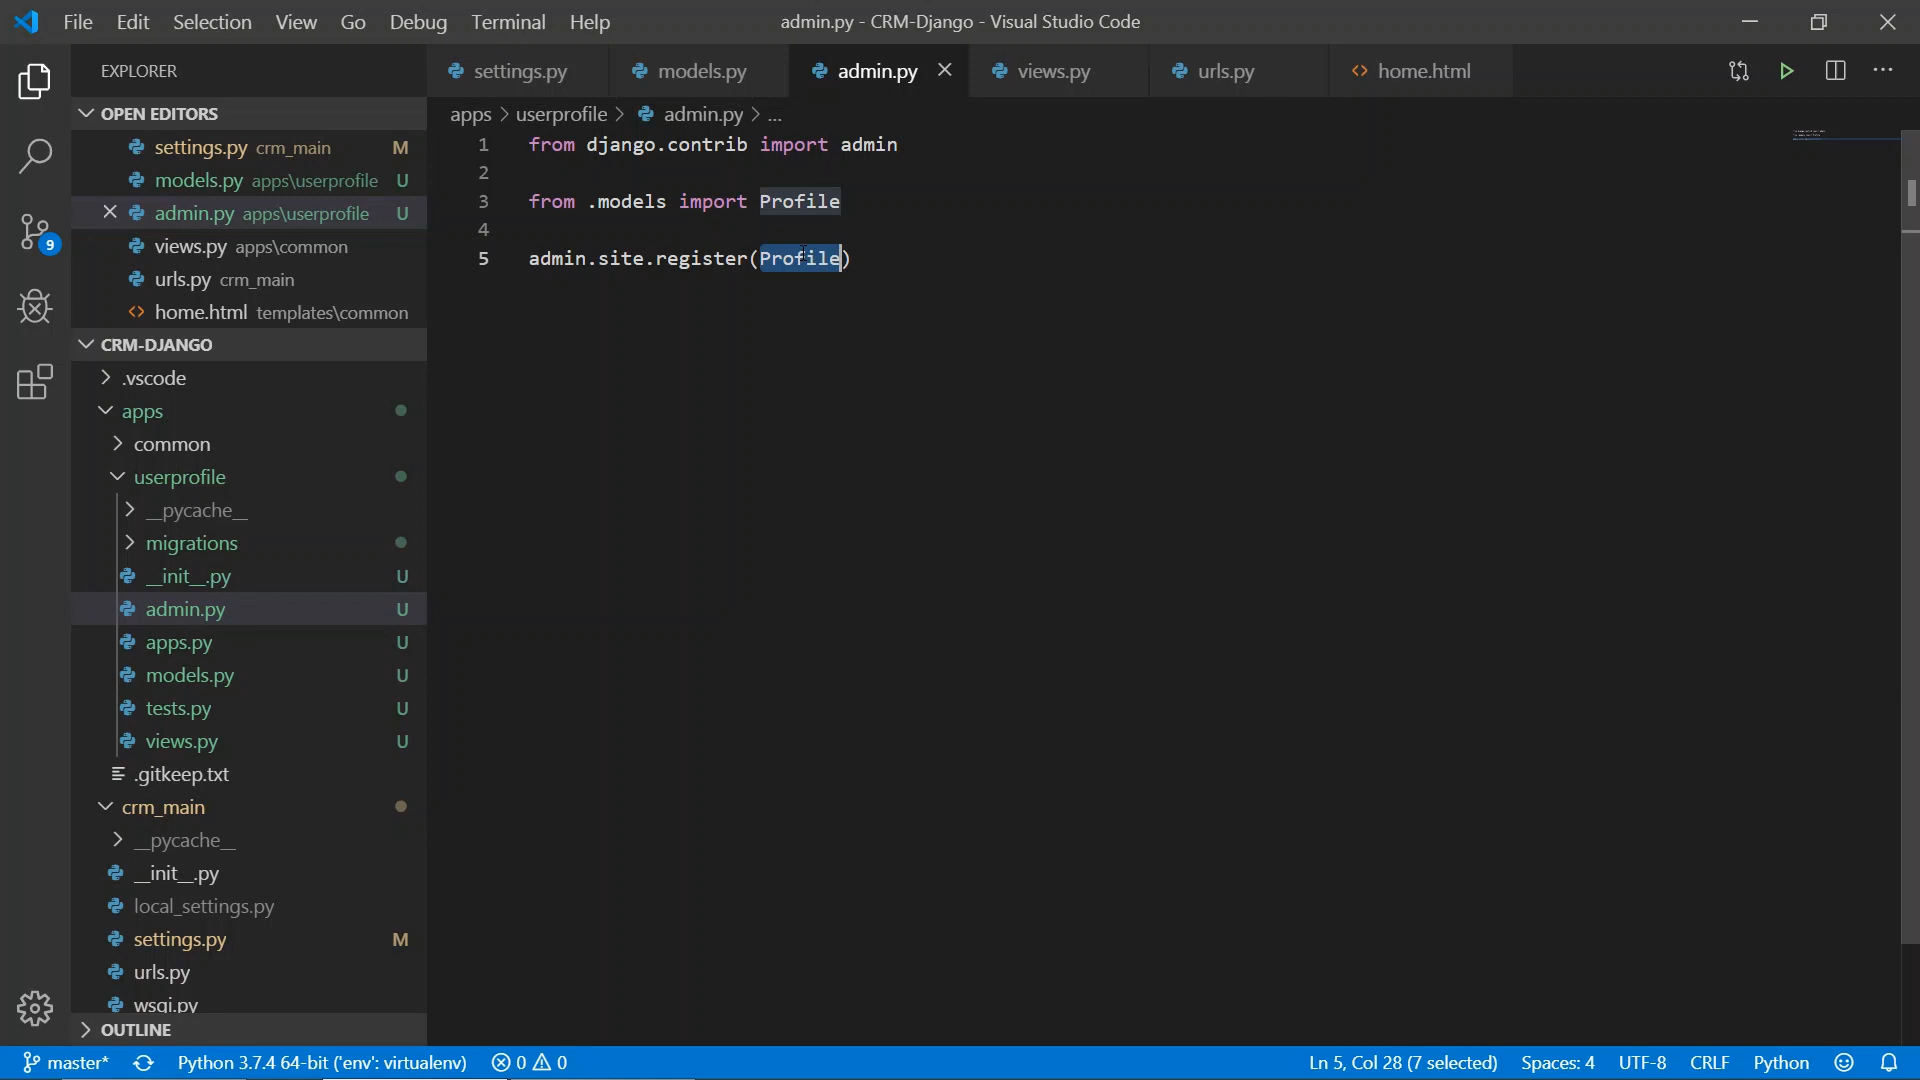 File Edit Selection View Go Debug Terminal Help
admin.py - CRM-Django - Visual Studio Code
EXPLORER
settings.py
models.py
admin.py
views.py
urls.py
home.html
OPEN EDITORS
settings.py crm_main M
models.py apps\userprofile U
admin.py apps\userprofile U
views.py apps\common
urls.py crm_main
home.html templates\common
CRM-DJANGO
.vscode
apps
common
userprofile
__pycache__
migrations
__init__.py U
admin.py U
apps.py U
models.py U
tests.py U
views.py U
.gitkeep.txt
crm_main
__pycache__
__init__.py
local_settings.py
settings.py M
urls.py
wsgi.py
OUTLINE
9
apps > userprofile > admin.py > ...
1 from django.contrib import admin
2
3 from .models import Profile
4
5 admin.site.register(Profile)
master* Python 3.7.4 64-bit ('env': virtualenv) 0 0
Ln 5, Col 28 (7 selected) Spaces: 4 UTF-8 CRLF Python